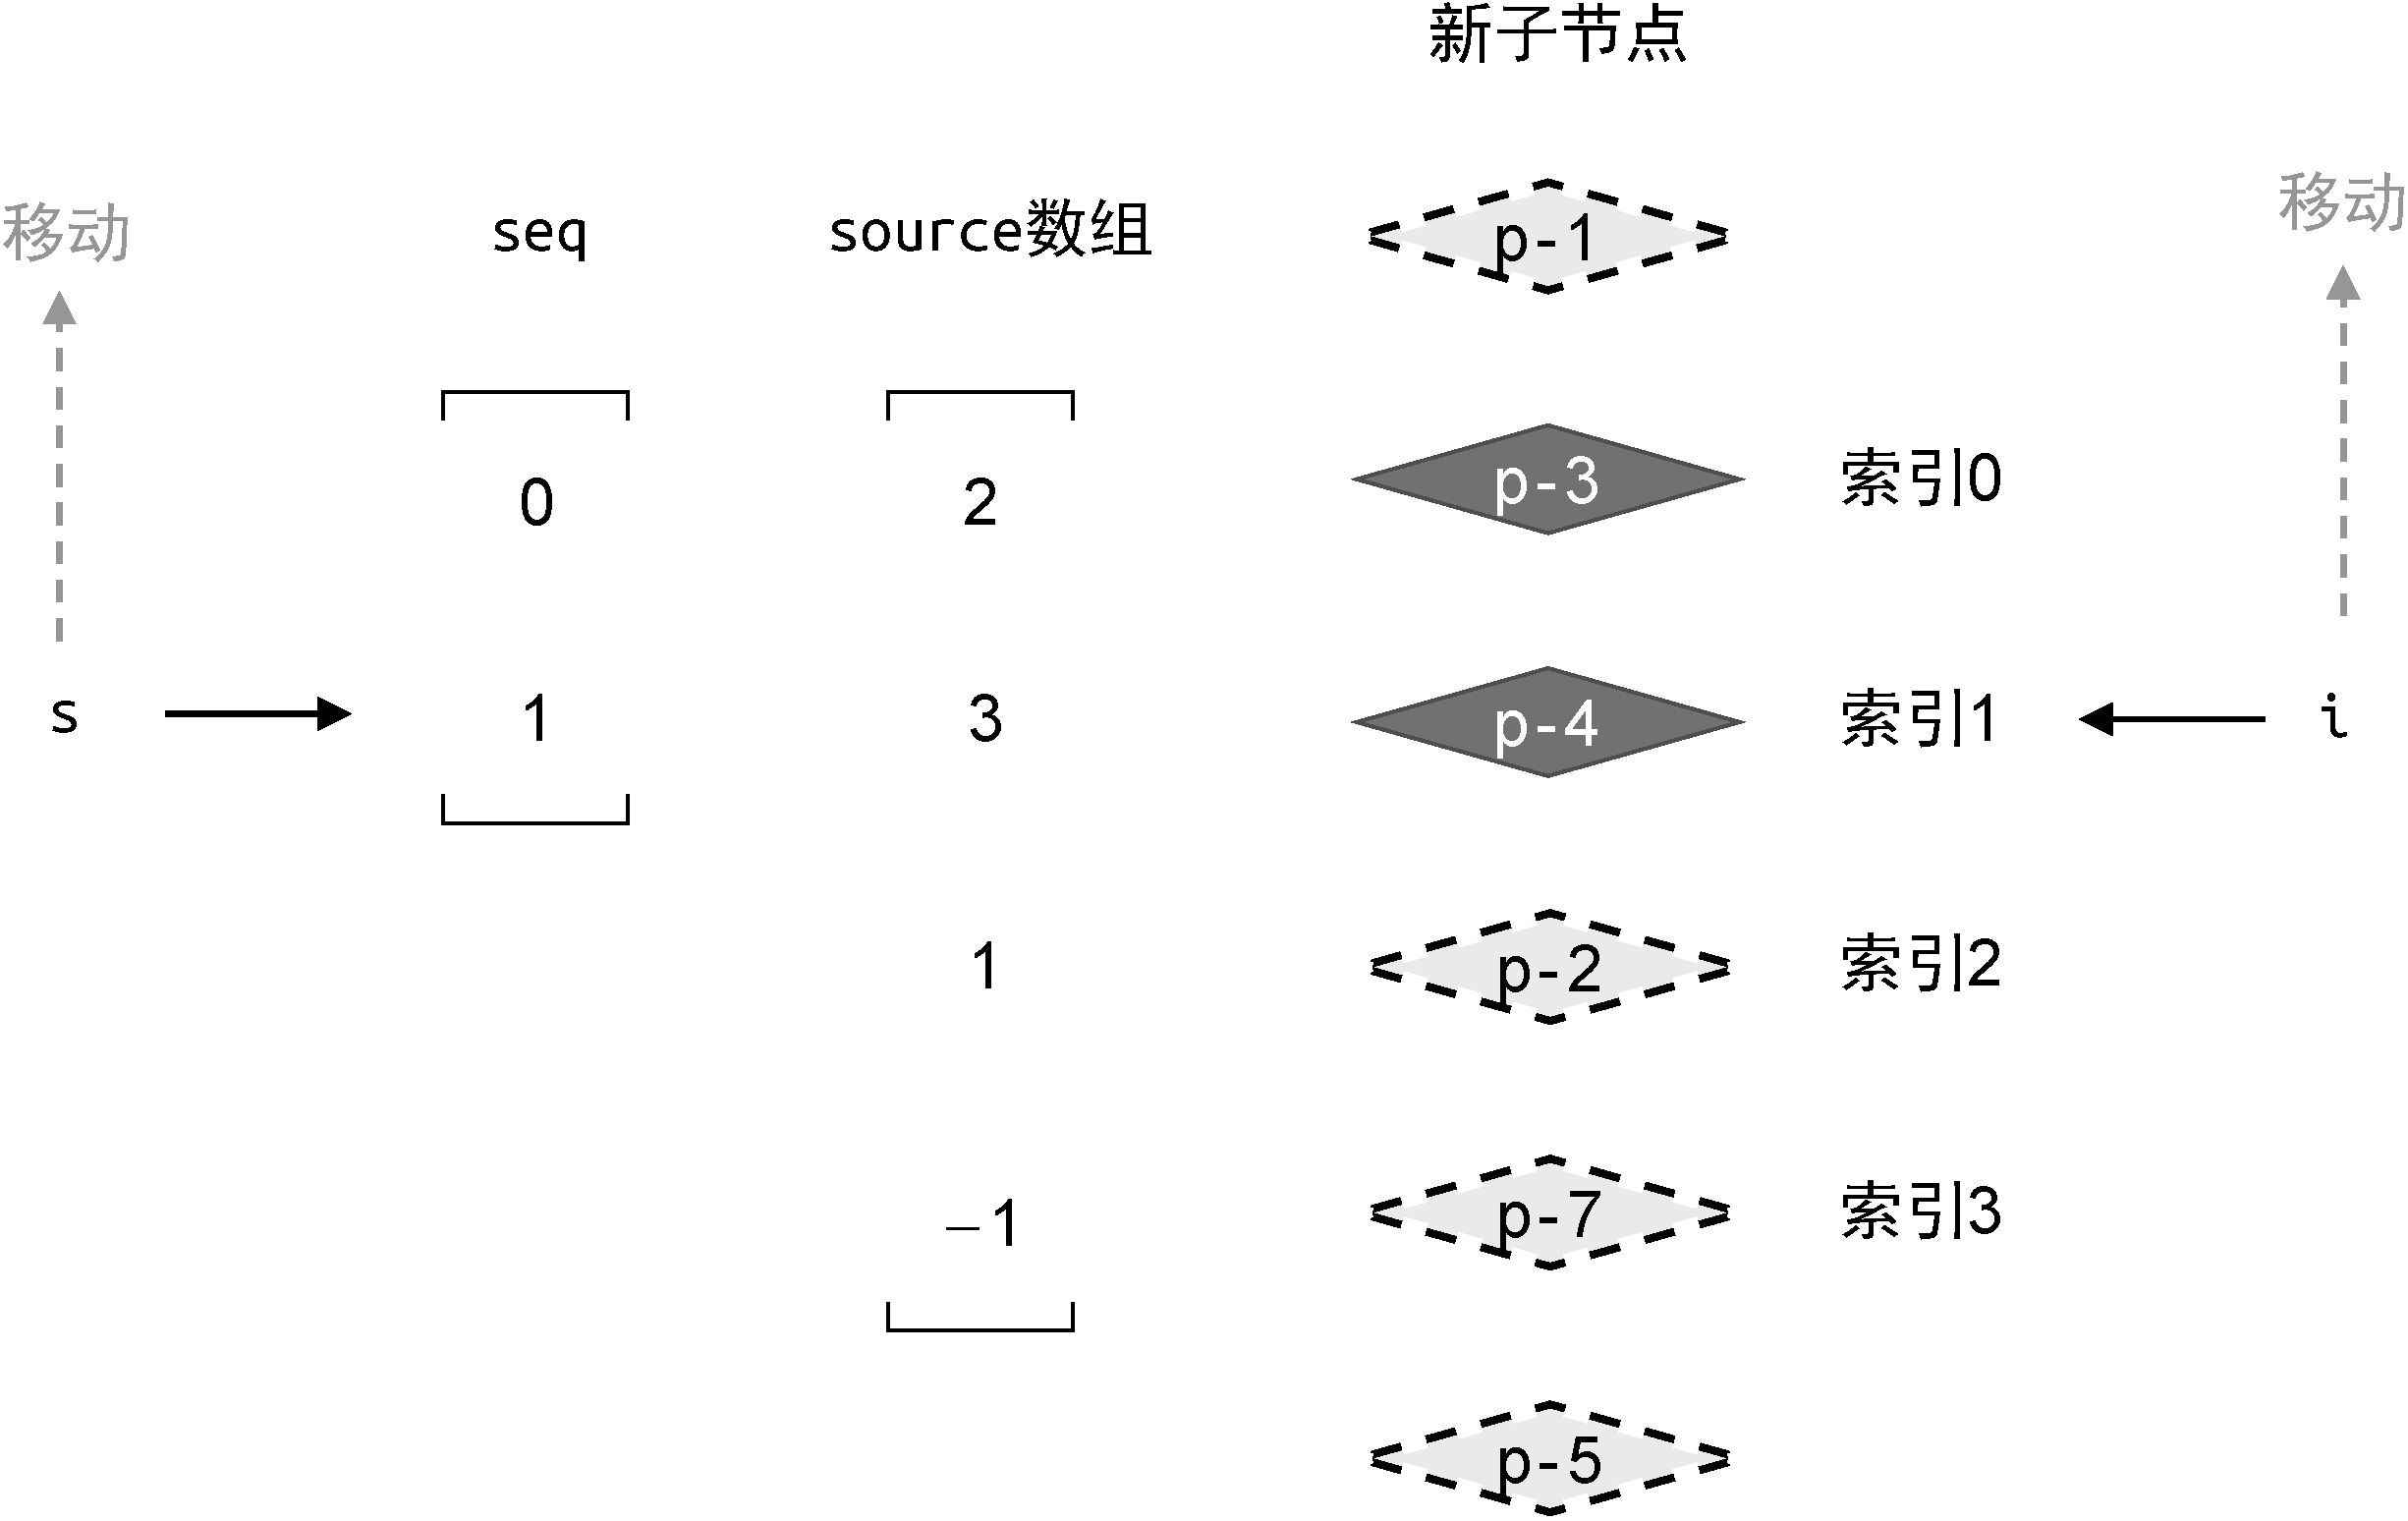 新子节点
移动 seq source数组 p-1 移动
0 2 p-3 索引0
s 1 3 p-4 索引1 i
1 p-2 索引2
−1 p-7 索引3
p-5